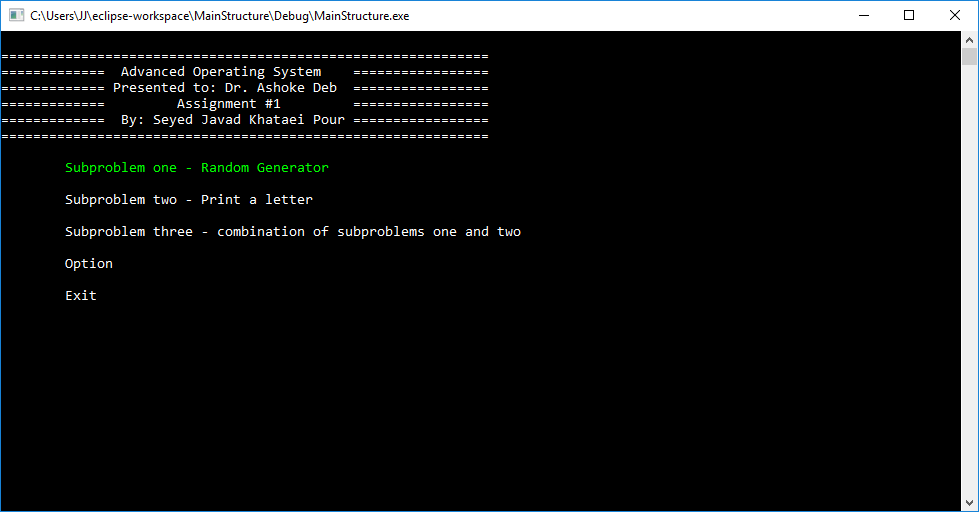 C:\Users\JJ\eclipse-workspace\MainStructure\Debug\MainStructure.exe
=============================================================
=============  Advanced Operating System    =================
============= Presented to: Dr. Ashoke Deb  =================
=============         Assignment #1         =================
=============  By: Seyed Javad Khataei Pour =================
=============================================================
Subproblem one - Random Generator
Subproblem two - Print a letter
Subproblem three - combination of subproblems one and two
Option
Exit